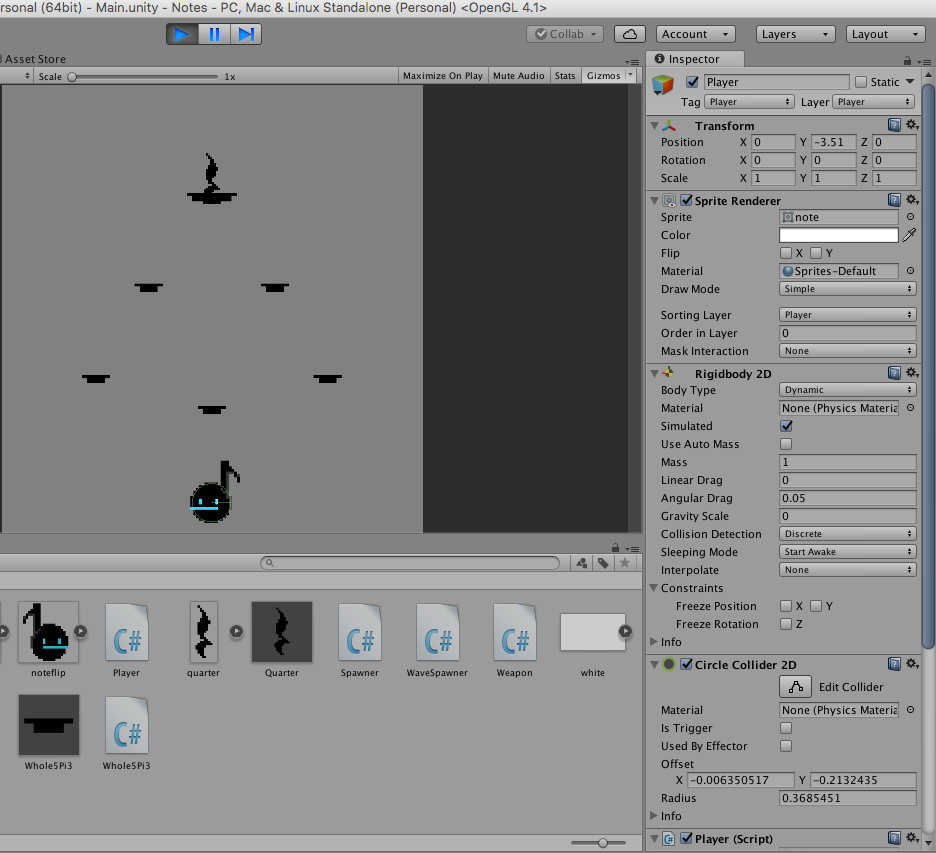 rsonal (64bit) - Main.unity - Notes - PC, Mac & Linux Standalone (Personal) <OpenGL 4.1>
Collab
Account
Layers
Layout
Asset Store
Scale 1x
Maximize On Play
Mute Audio
Stats
Gizmos
Inspector
Player
Static
Tag Player
Layer Player
Transform
Position X 0 Y -3.51 Z 0
Rotation X 0 Y 0 Z 0
Scale X 1 Y 1 Z 1
Sprite Renderer
Sprite note
Color
Flip X Y
Material Sprites-Default
Draw Mode Simple
Sorting Layer Player
Order in Layer 0
Mask Interaction None
Rigidbody 2D
Body Type Dynamic
Material None (Physics Materia
Simulated
Use Auto Mass
Mass 1
Linear Drag 0
Angular Drag 0.05
Gravity Scale 0
Collision Detection Discrete
Sleeping Mode Start Awake
Interpolate None
Constraints
Freeze Position X Y
Freeze Rotation Z
Info
Circle Collider 2D
Edit Collider
Material None (Physics Materia
Is Trigger
Used By Effector
Offset
X -0.006350517 Y -0.2132435
Radius 0.3685451
Info
Player (Script)
C# C# C# C#
noteflip Player quarter Quarter Spawner WaveSpawner Weapon white
C#
Whole5Pi3 Whole5Pi3